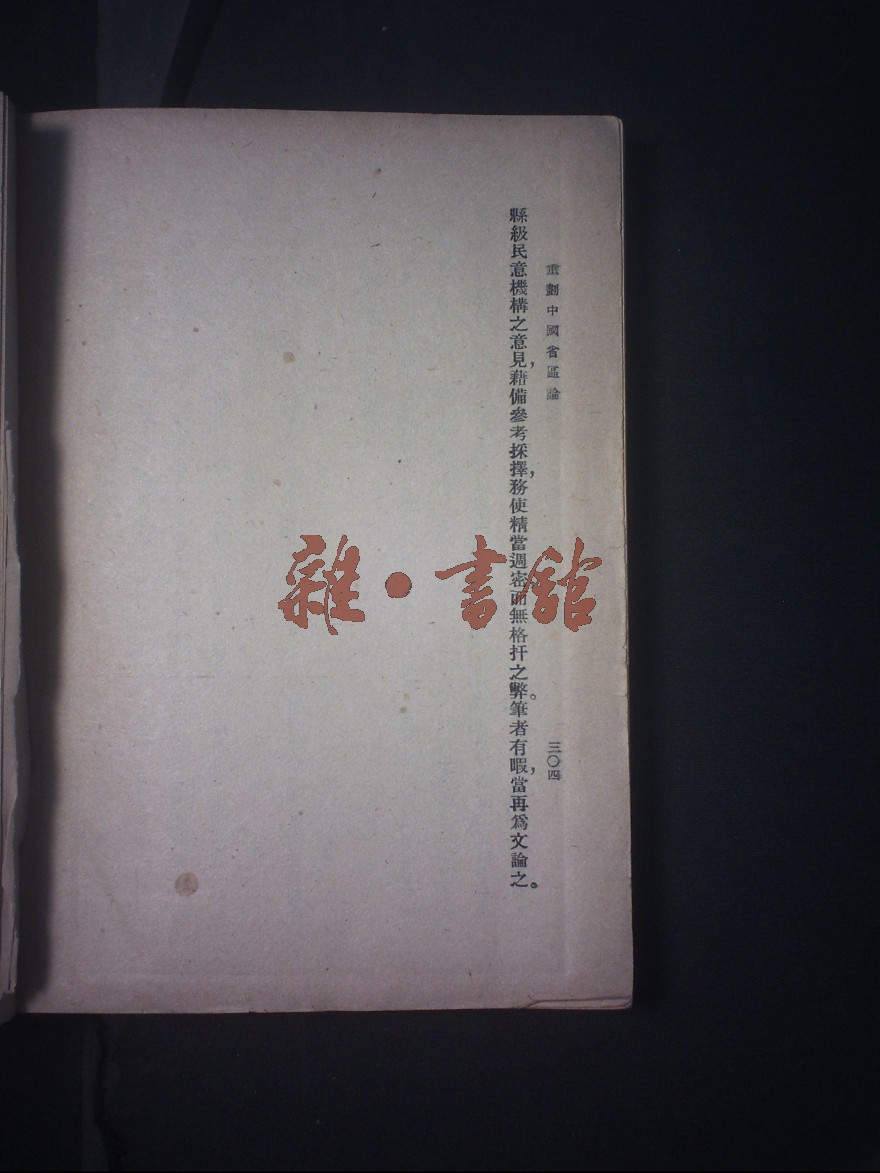 重劃中國省區論
三〇四
縣級民意機構之意見，藉備參考採擇，務使精當週密而無格扞之弊。筆者有暇，當再爲文論之。
雜·書館